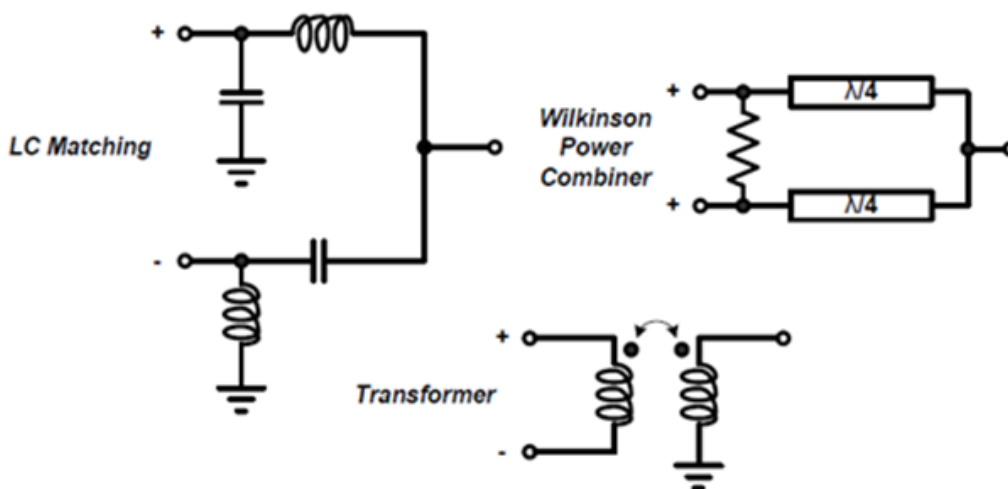 +
LC Matching
-
Wilkinson
Power
Combiner
+
λ/4
+
λ/4
Transformer
+
-